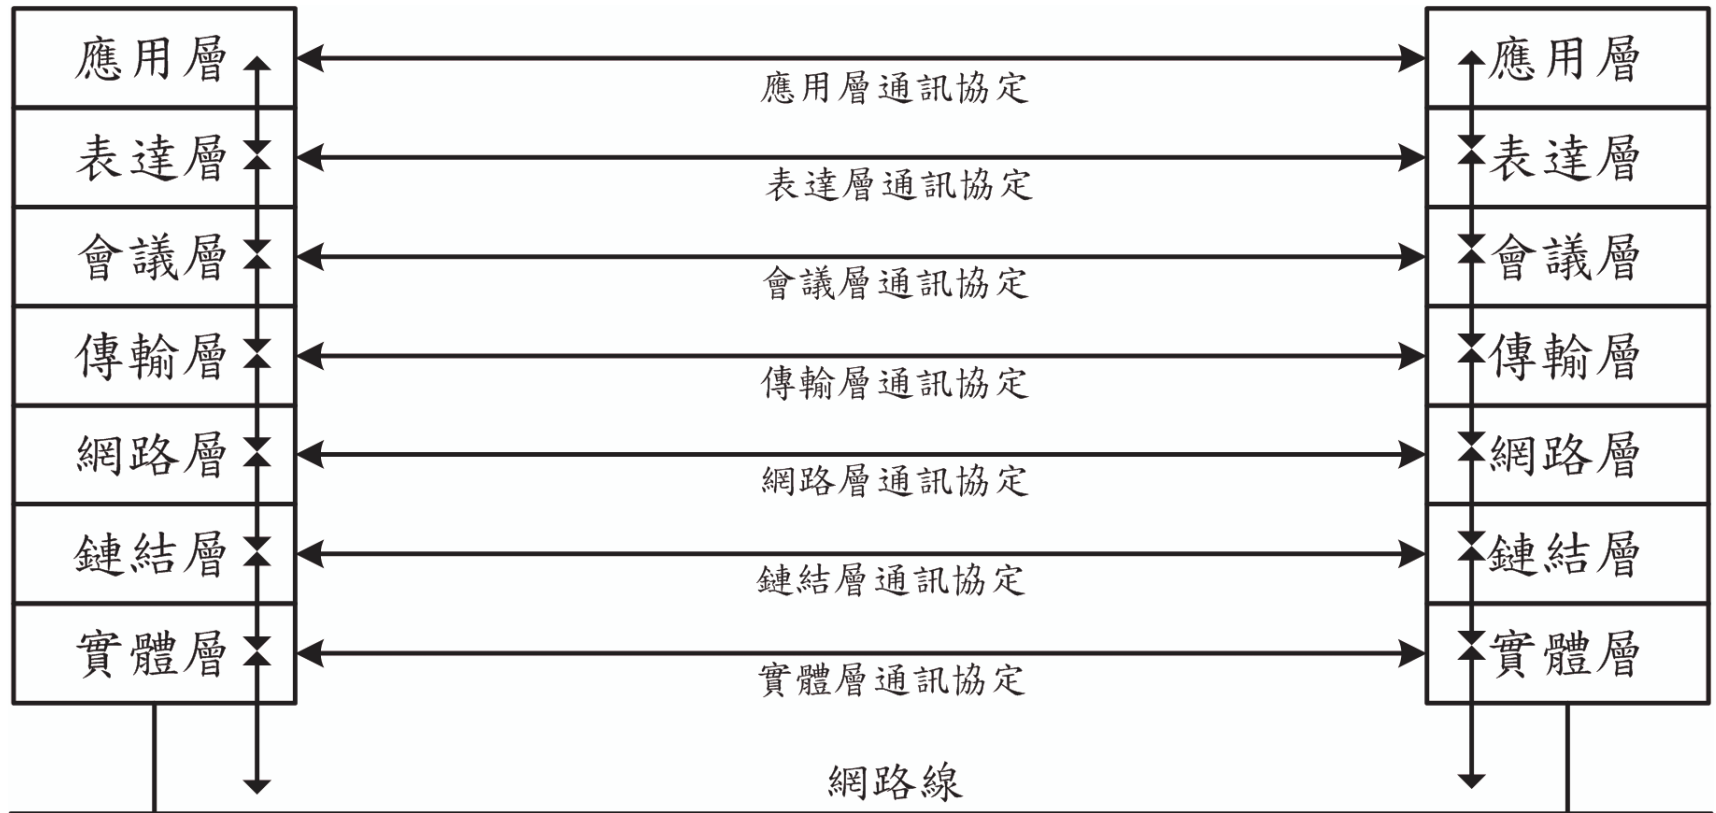 應用層
應用層
應用層通訊協定
表達層
表達層
表達層通訊協定
會議層
會議層
會議層通訊協定
傳輸層
傳輸層
傳輸層通訊協定
網路層
網路層
網路層通訊協定
鏈結層
鏈結層
鏈結層通訊協定
實體層
實體層
實體層通訊協定
網路線